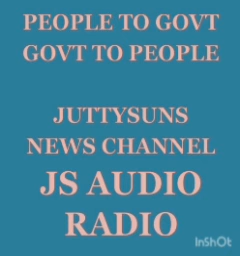 PEOPLE TO GOVT
GOVT TO PEOPLE
JUTTYSUNS
NEWS CHANNEL
JS AUDIO
RADIO
InShOt